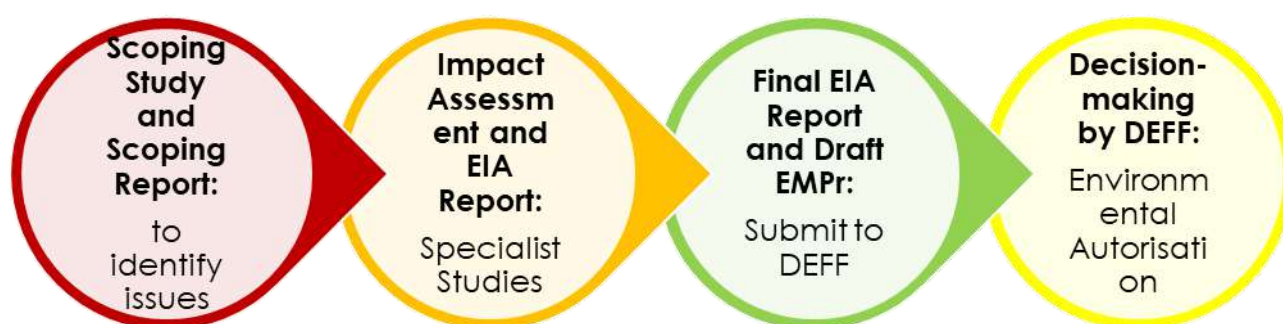 Scoping
Study
and
Scoping
Report:
to
identify
issues
Impact
Assessm
ent and
EIA
Report:
Specialist
Studies
Final EIA
Report
and Draft
EMPr:
Submit to
DEFF
Decision-
making
by DEFF:
Environm
ental
Autorisati
on